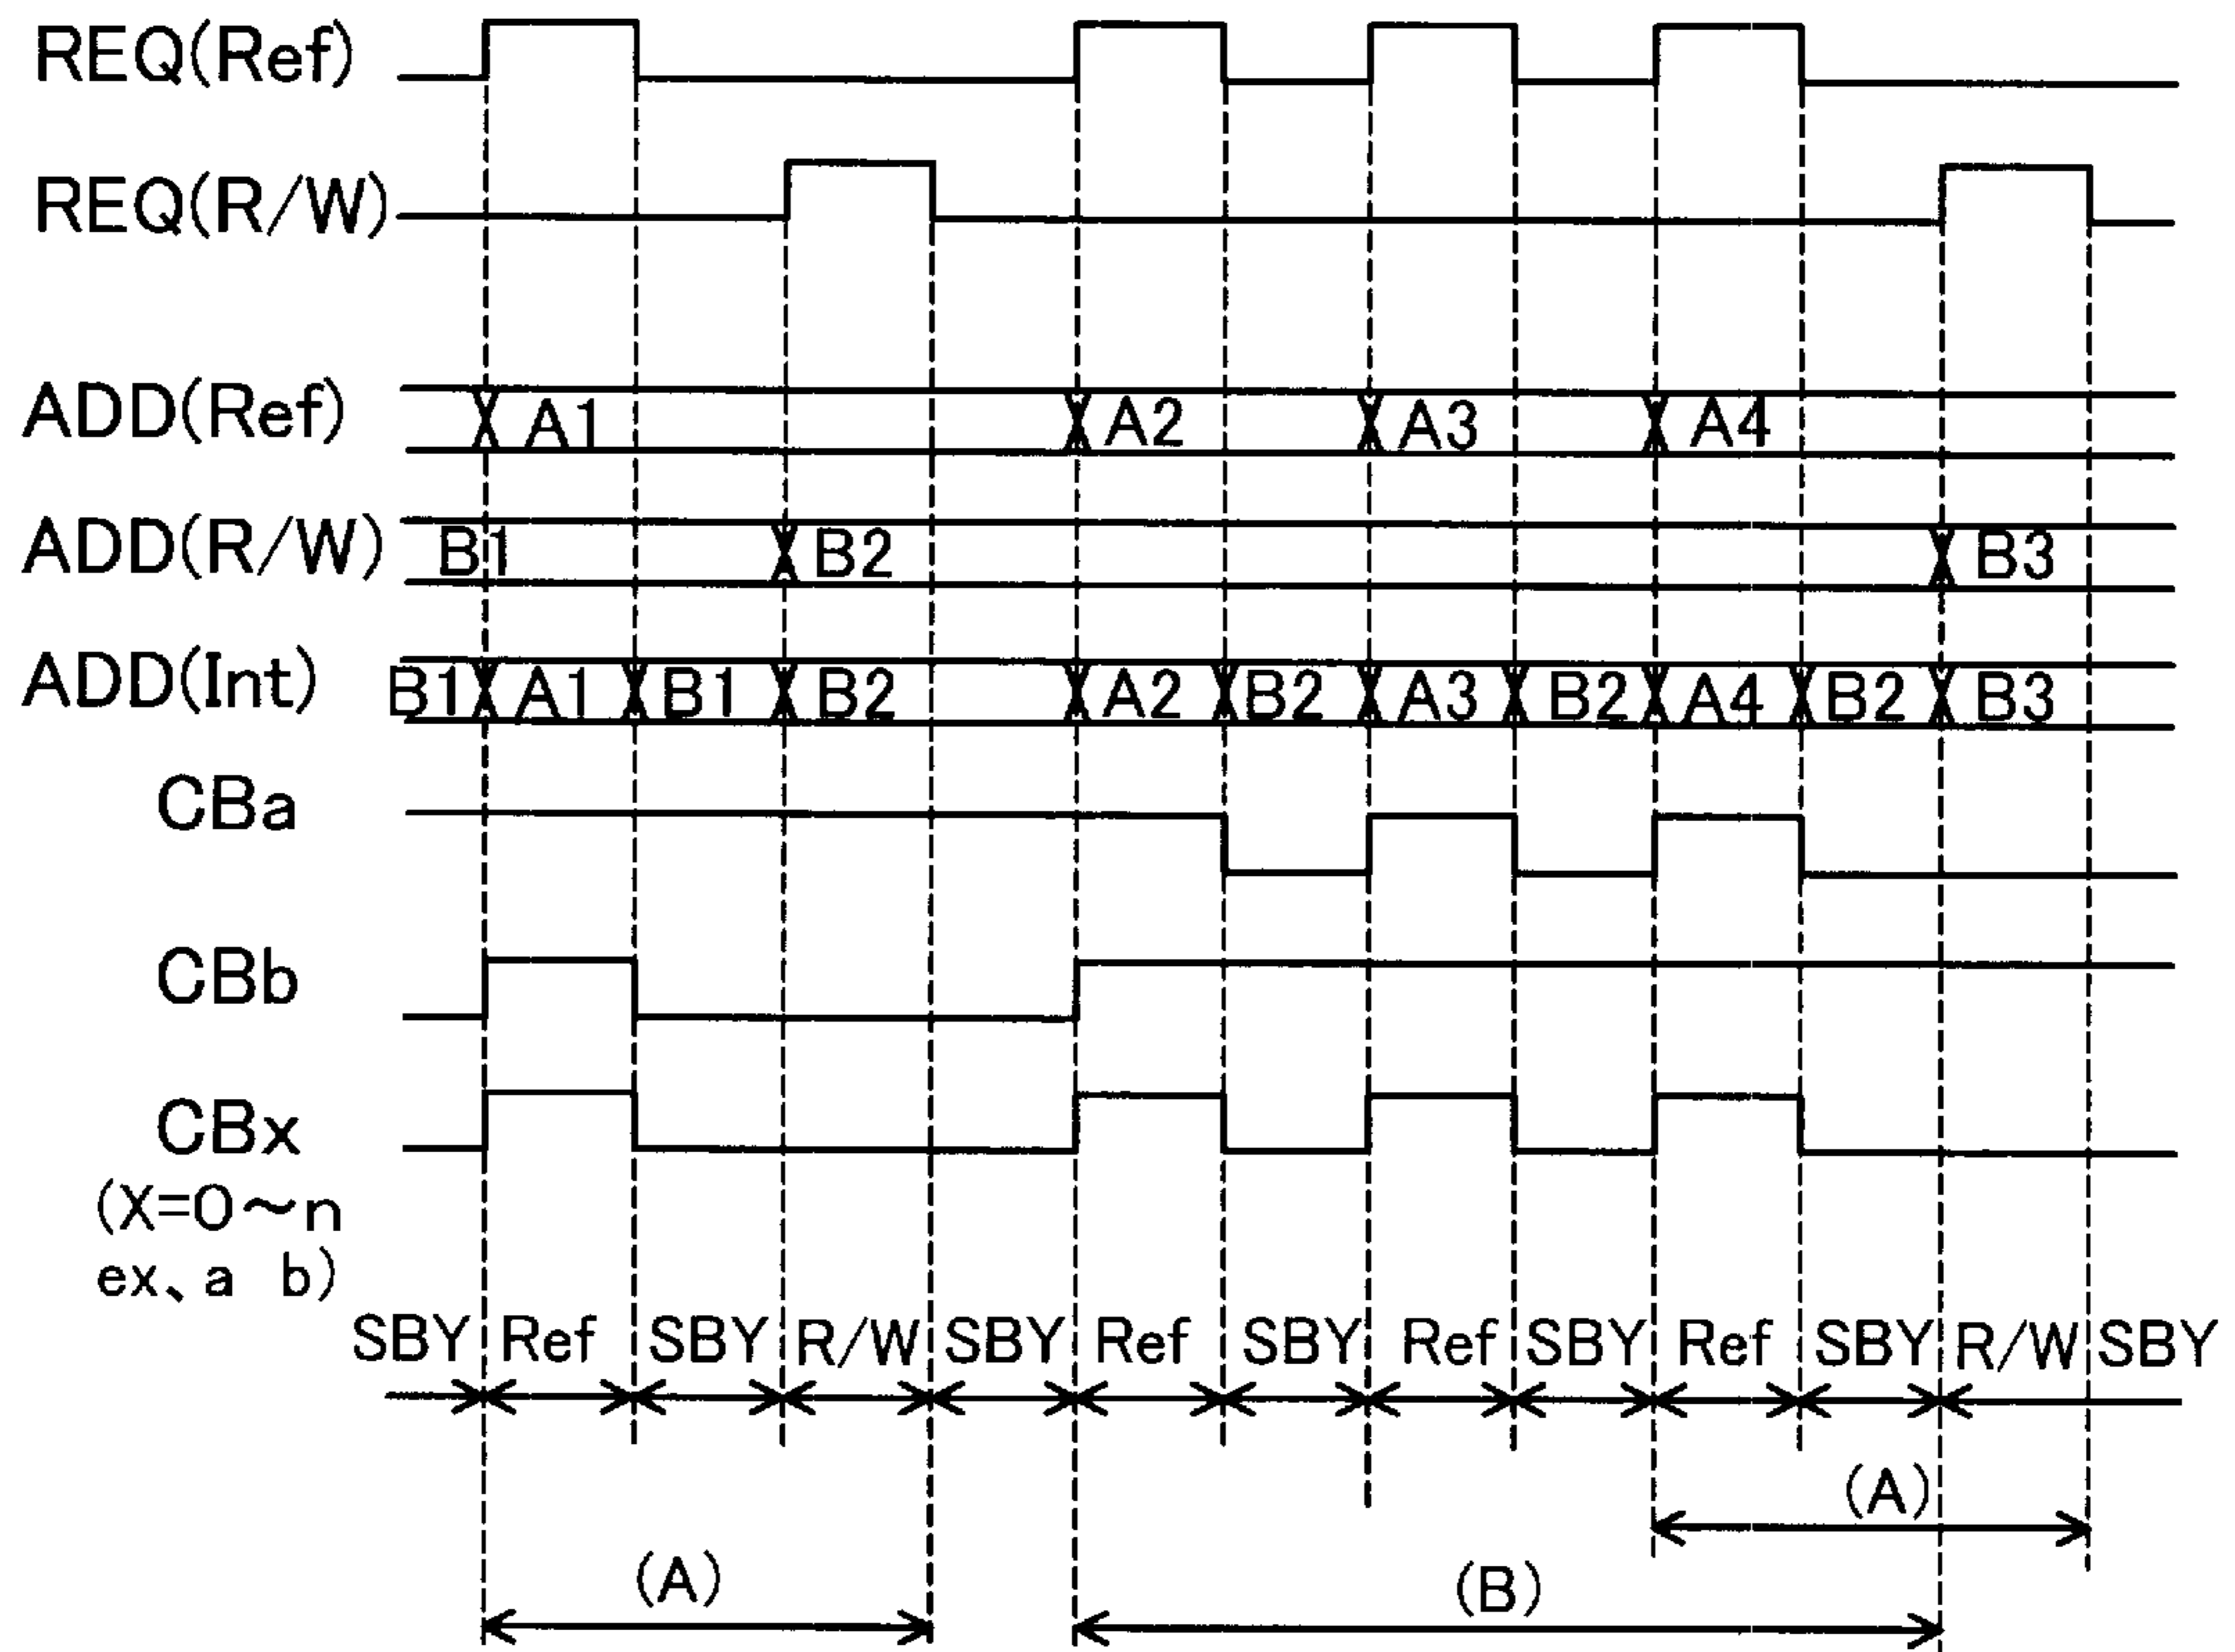 REQ(Ref)
REQ(R/W)
ADD(Ref) A1 A2 A3 A4
ADD(R/W) B1 B2 B3
ADD(Int) B1 A1 B1 B2 A2 B2 A3 B2 A4 B2 B3
CBa
CBb
CBx
(X=0～n
ex、a b)
SBY Ref SBY R/W SBY Ref SBY Ref SBY Ref SBY R/W SBY
(A)
(A) (B)